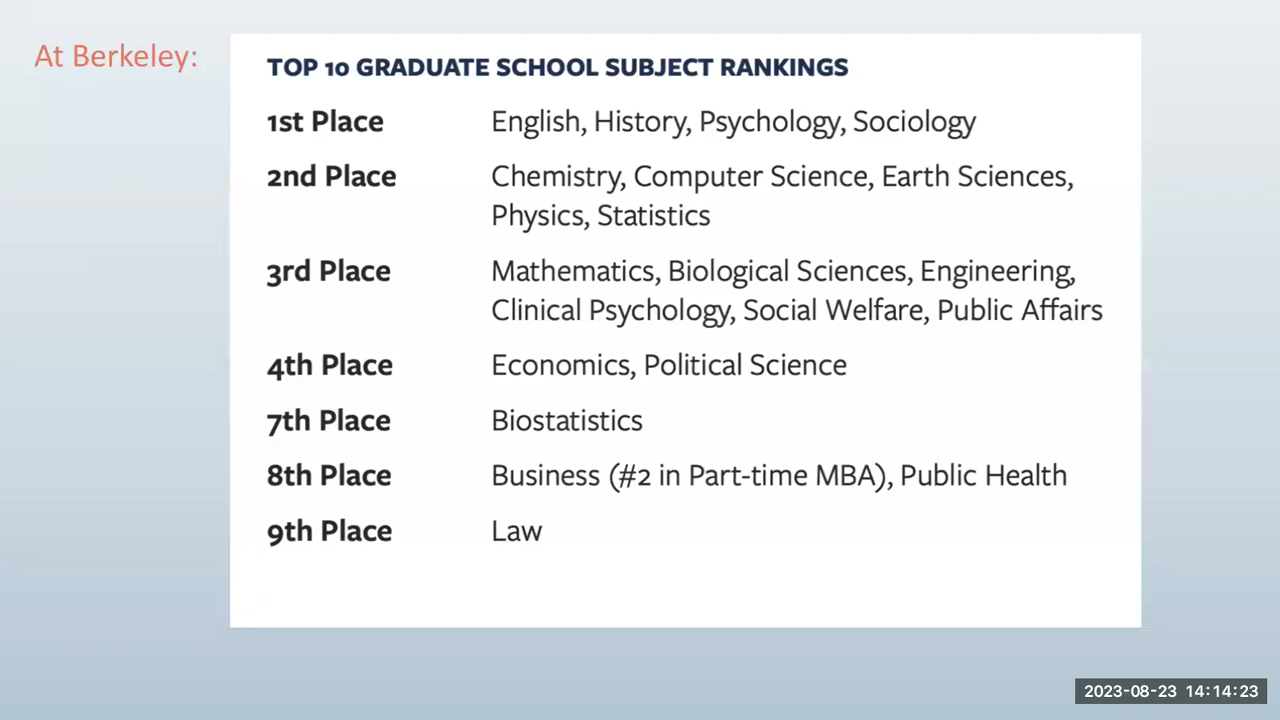 At Berkeley:
TOP 10 GRADUATE SCHOOL SUBJECT RANKINGS
1st Place English, History, Psychology, Sociology
2nd Place Chemistry, Computer Science, Earth Sciences,
Physics, Statistics
3rd Place Mathematics, Biological Sciences, Engineering,
Clinical Psychology, Social Welfare, Public Affairs
4th Place Economics, Political Science
7th Place Biostatistics
8th Place Business (#2 in Part-time MBA), Public Health
9th Place Law
2023-08-23 14:14:23